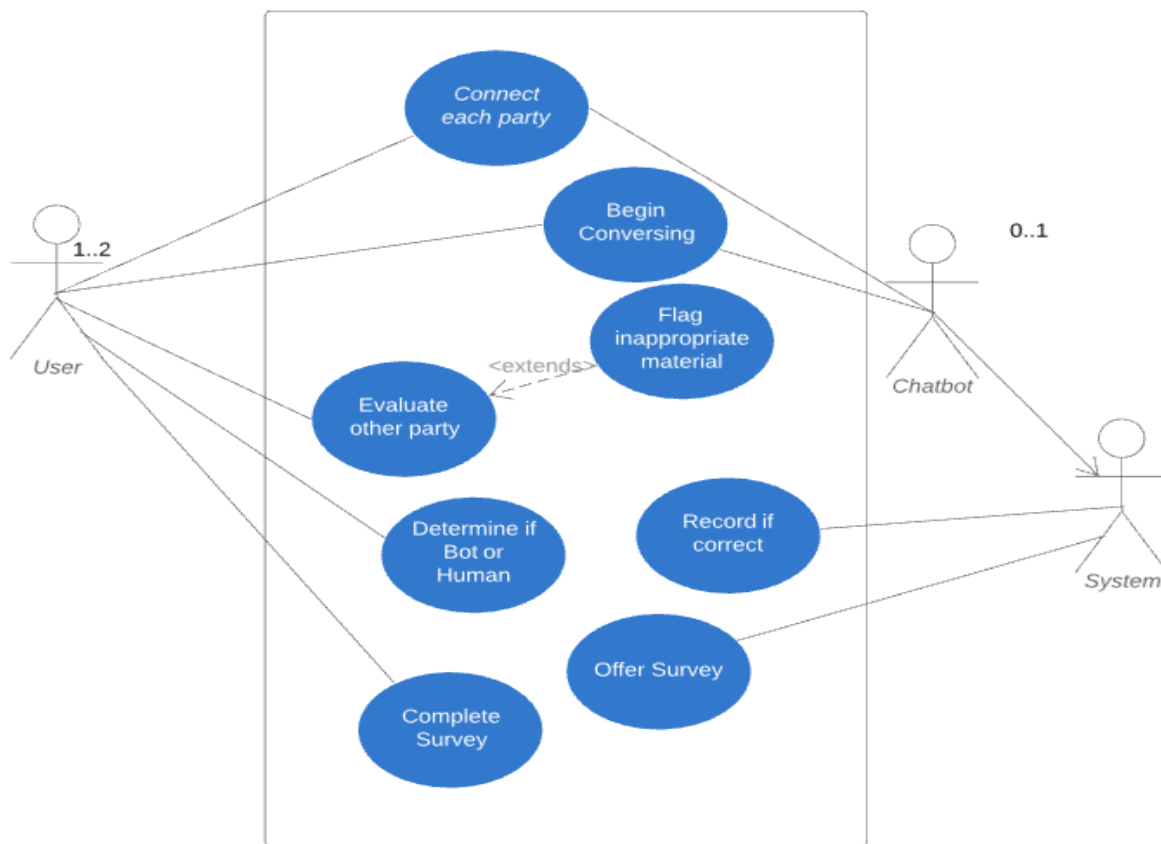 Connect
each party
Begin
Conversing
1..2
0..1
Flag
inappropriate
material
User
<extends>
Chatbot
Evaluate
other party
Determine if
Bot or
Human
Record if
correct
System
Offer Survey
Complete
Survey